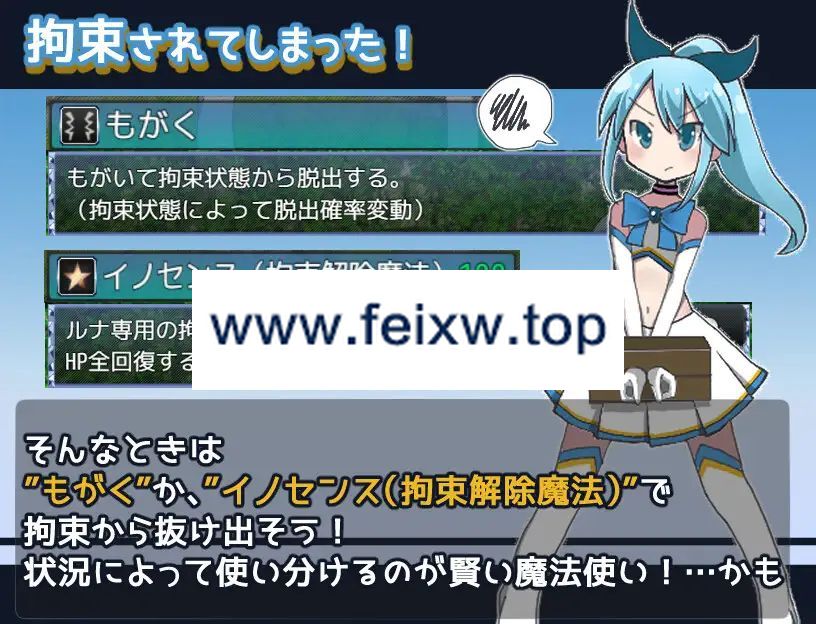 拘束されてしまった！
もがく
もがいて拘束状態から脱出する。
（拘束状態によって脱出確率変動）
イノセンス（拘束解除魔法）100
ルナ専用の拘
HP全回復する
www.feixw.top
そんなときは
"もがく"か、"イノセンス(拘束解除魔法)"で
拘束から抜け出そう！
状況によって使い分けるのが賢い魔法使い！…かも